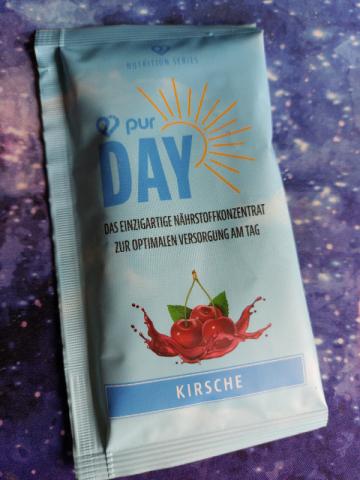 NUTRITION SERIES
pur
DAY
DAS EINZIGARTIGE NÄHRSTOFFKONZENTRAT
ZUR OPTIMALEN VERSORGUNG AM TAG
KIRSCHE